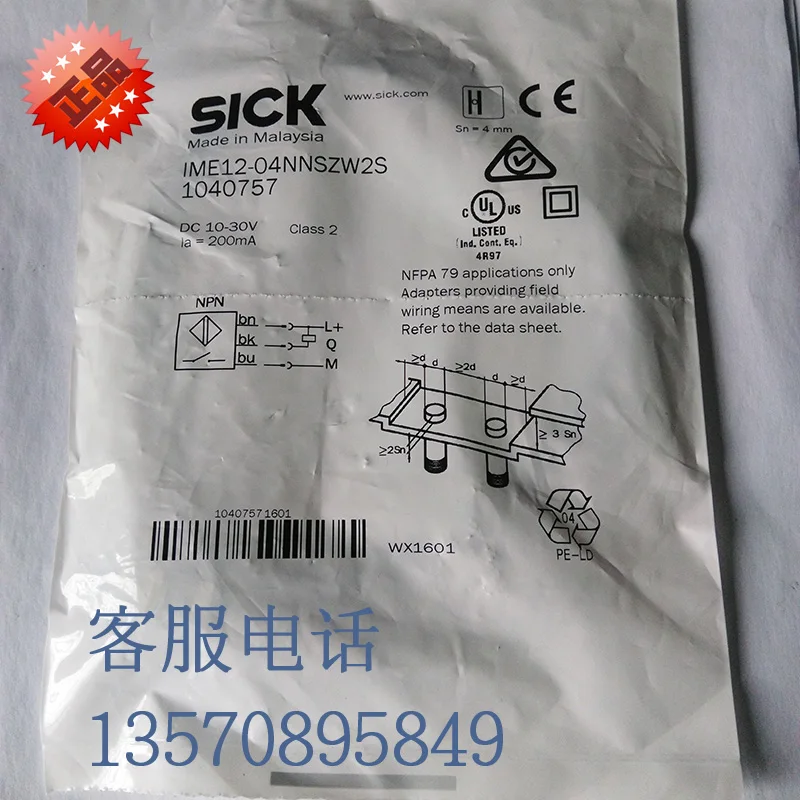 正品
SICK
www.sick.com
Made in Malaysia
Sn = 4 mm
IME12-04NNSZW2S
1040757
DC 10-30V
Ia = 200mA
Class 2
C UL US
LISTED
(Ind. Cont. Eq.)
4R97
NFPA 79 applications only
Adapters providing field
wiring means are available.
Refer to the data sheet.
NPN
bn L+
bk Q
bu M
≥d d ≥2d d ≥d
≥ 3 Sn
≥2Sn
10407571601
WX1601
04
PE-LD
客服电话
13570895849